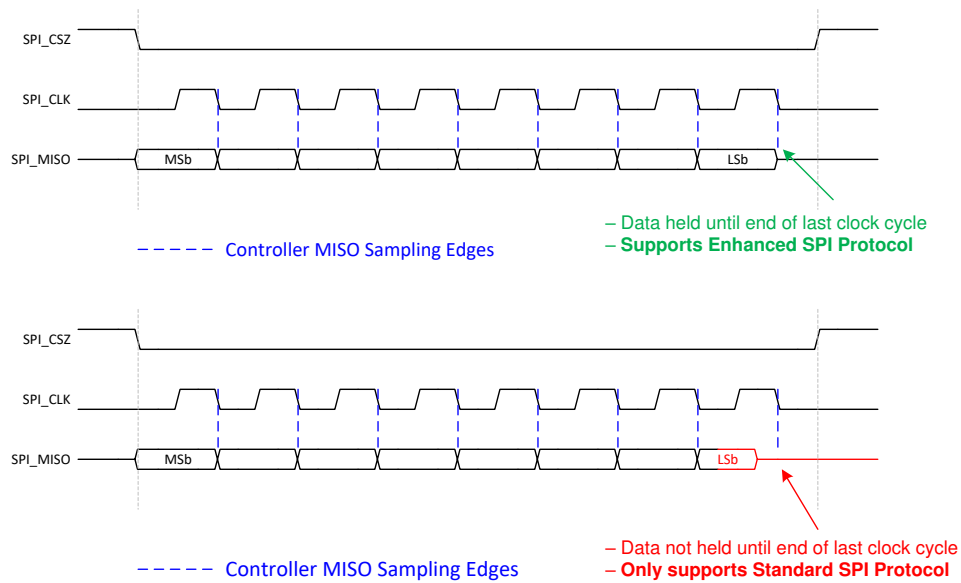 SPI_CSZ
SPI_CLK
SPI_MISO
MSb
LSb
– Data held until end of last clock cycle
– Supports Enhanced SPI Protocol
Controller MISO Sampling Edges
SPI_CSZ
SPI_CLK
SPI_MISO
MSb
LSb
– Data not held until end of last clock cycle
– Only supports Standard SPI Protocol
Controller MISO Sampling Edges